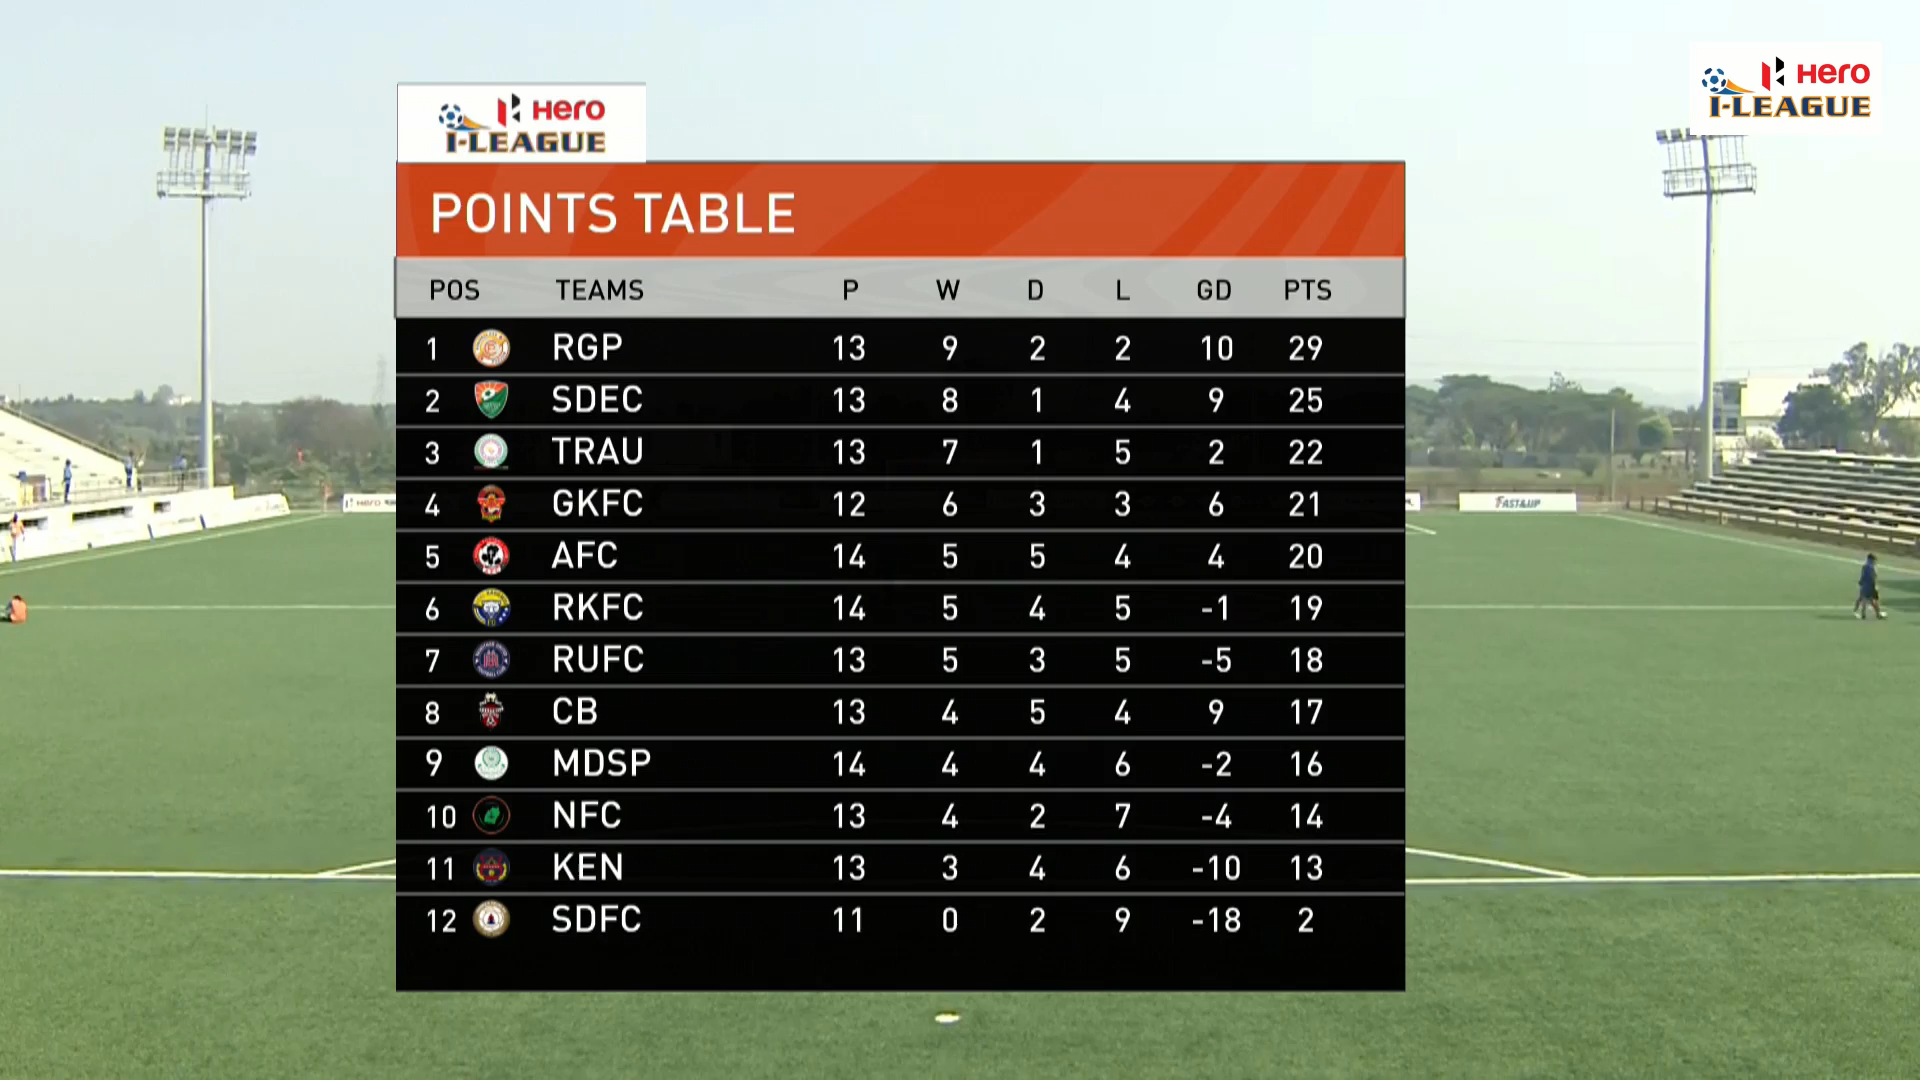 Hero
I-LEAGUE
Hero
I-LEAGUE
POINTS TABLE
POS TEAMS P W D L GD PTS
1 RGP 13 9 2 2 10 29
2 SDEC 13 8 1 4 9 25
3 TRAU 13 7 1 5 2 22
4 GKFC 12 6 3 3 6 21
5 AFC 14 5 5 4 4 20
6 RKFC 14 5 4 5 -1 19
7 RUFC 13 5 3 5 -5 18
8 CB 13 4 5 4 9 17
9 MDSP 14 4 4 6 -2 16
10 NFC 13 4 2 7 -4 14
11 KEN 13 3 4 6 -10 13
12 SDFC 11 0 2 9 -18 2
Hero
FAST&UP